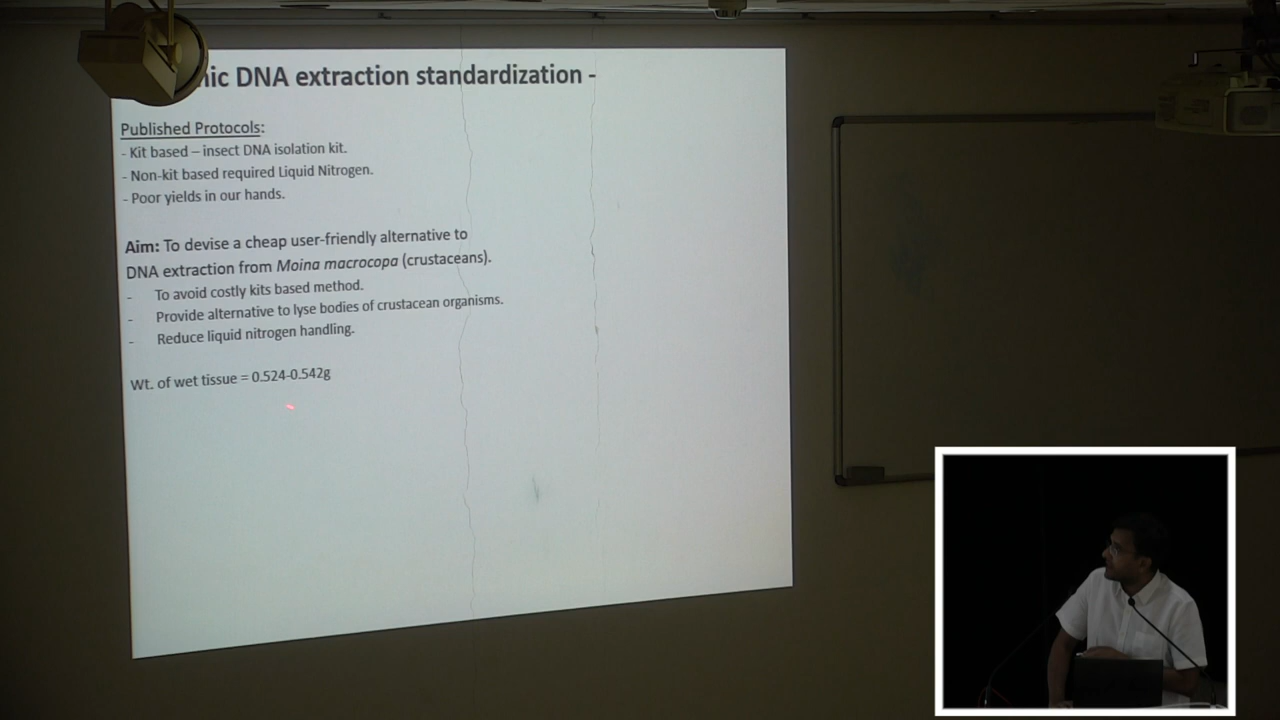 DNA extraction standardization -
Published Protocols:
- Kit based – insect DNA isolation kit.
- Non-kit based required Liquid Nitrogen.
- Poor yields in our hands.
Aim: To devise a cheap user-friendly alternative to
DNA extraction from Moina macrocopa (crustaceans).
- To avoid costly kits based method.
- Provide alternative to lyse bodies of crustacean organisms.
- Reduce liquid nitrogen handling.
Wt. of wet tissue = 0.524-0.542g